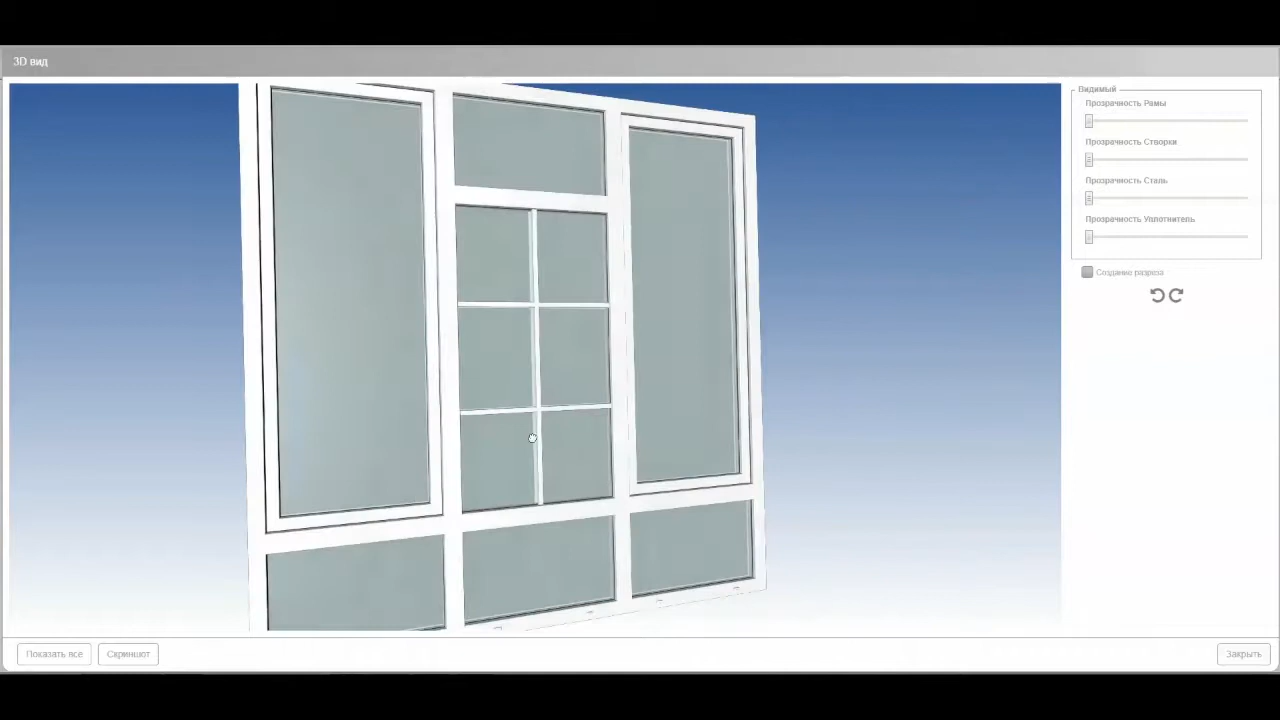 3D вид
Видимый
Прозрачность Рамы
Прозрачность Створки
Прозрачность Сталь
Прозрачность Уплотнитель
Создание разреза
Показать все
Скриншот
Закрыть